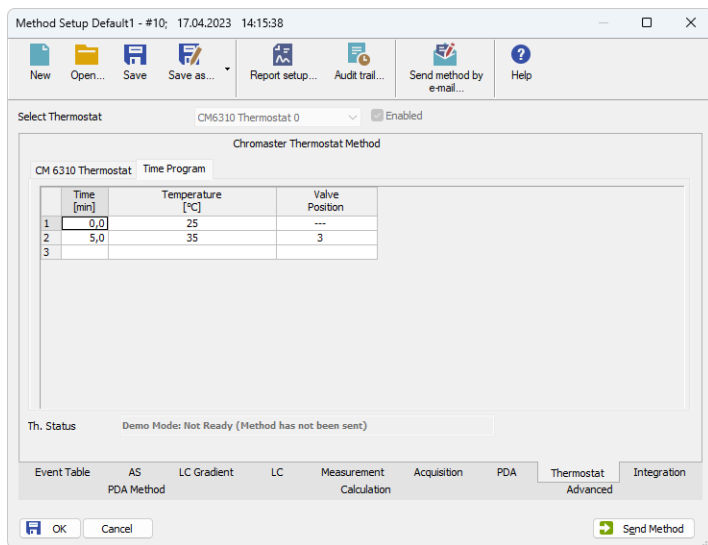 Method Setup Default1 - #10; 17.04.2023 14:15:38
New Open... Save Save as... Report setup... Audit trail... Send method by e-mail... Help
Select Thermostat CM6310 Thermostat 0 Enabled
Chromaster Thermostat Method
CM 6310 Thermostat Time Program
Time [min] Temperature [°C] Valve Position
1 0,0 25 ---
2 5,0 35 3
3
Th. Status Demo Mode: Not Ready (Method has not been sent)
Event Table AS LC Gradient LC Measurement Acquisition PDA Thermostat Integration
PDA Method Calculation Advanced
OK Cancel Send Method